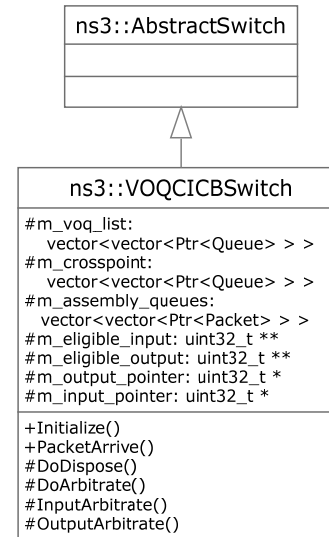 ns3::AbstractSwitch
ns3::VOQCICBSwitch
#m_voq_list:
vector<vector<Ptr<Queue> > >
#m_crosspoint:
vector<vector<Ptr<Queue> > >
#m_assembly_queues:
vector<vector<Ptr<Packet> > >
#m_eligible_input: uint32_t **
#m_eligible_output: uint32_t **
#m_output_pointer: uint32_t *
#m_input_pointer: uint32_t *
+Initialize()
+PacketArrive()
#DoDispose()
#DoArbitrate()
#InputArbitrate()
#OutputArbitrate()